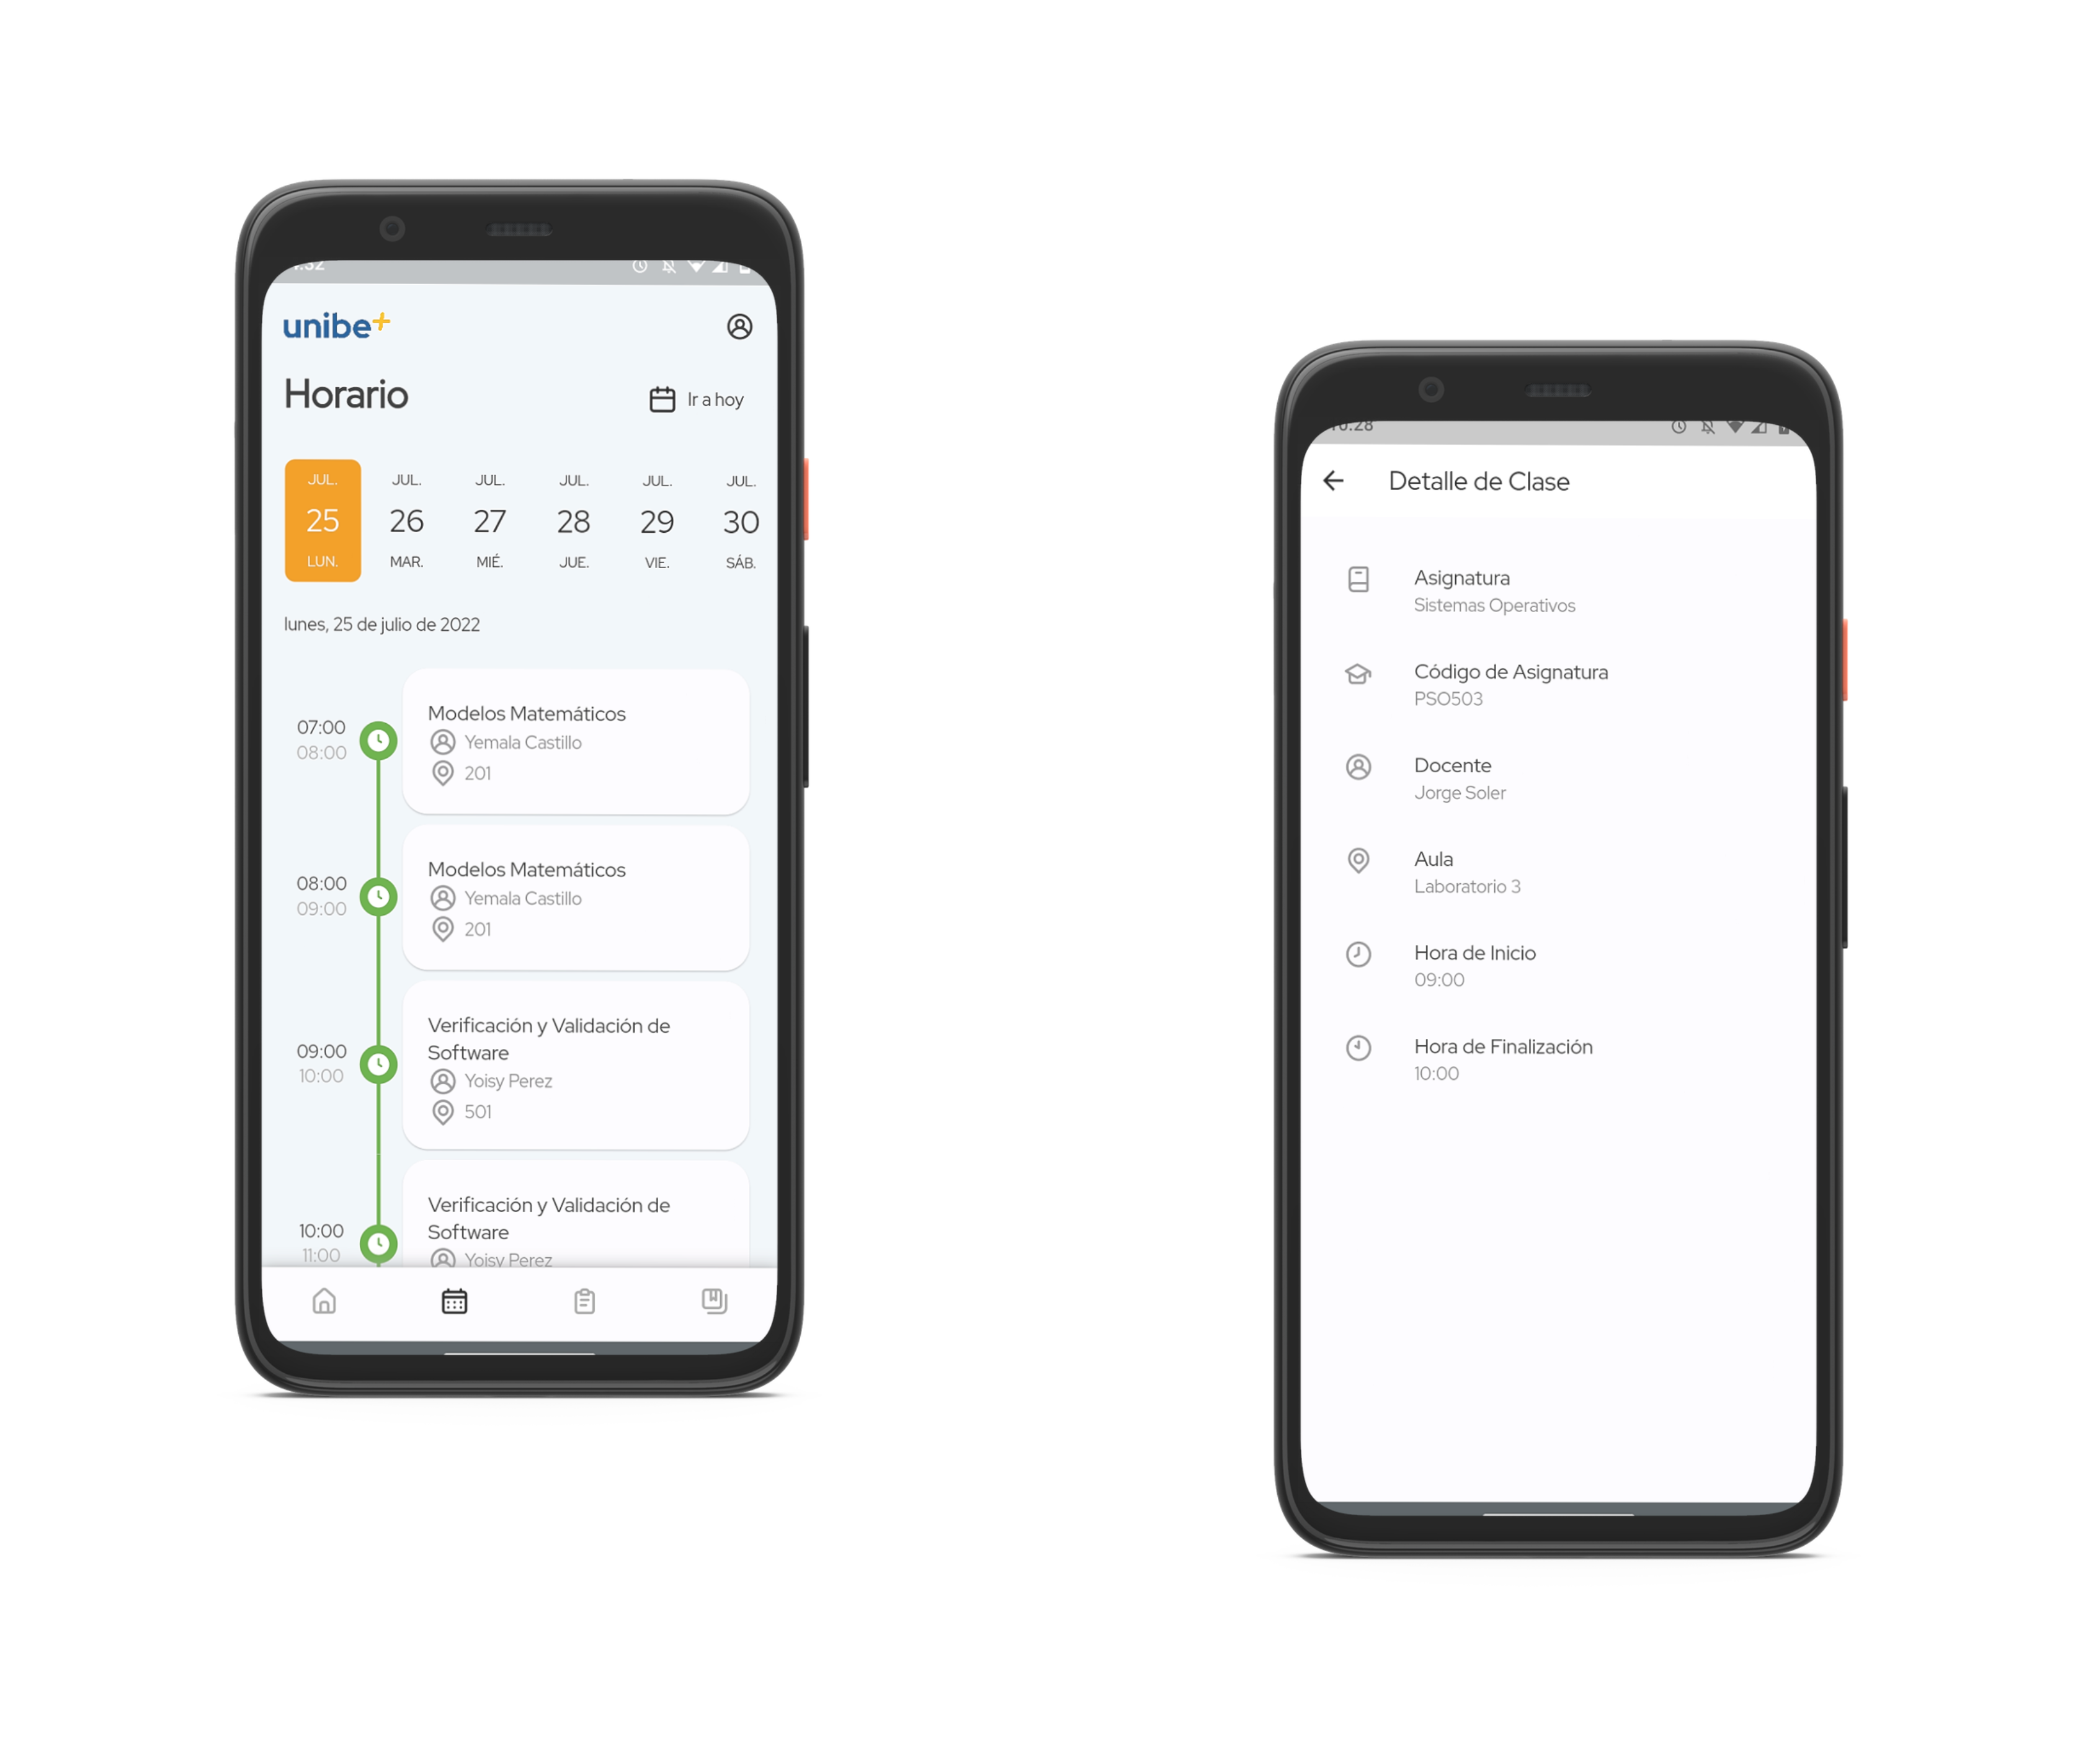 unibe+
Horario
Ir a hoy
JUL. JUL. JUL. JUL. JUL. JUL.
25 26 27 28 29 30
LUN. MAR. MIÉ. JUE. VIE. SÁB.
lunes, 25 de julio de 2022
07:00
08:00
Modelos Matemáticos
Yemala Castillo
201
08:00
09:00
Modelos Matemáticos
Yemala Castillo
201
09:00
10:00
Verificación y Validación de
Software
Yoisy Perez
501
10:00
11:00
Verificación y Validación de
Software
Yoisy Perez
Detalle de Clase
Asignatura
Sistemas Operativos
Código de Asignatura
PSO503
Docente
Jorge Soler
Aula
Laboratorio 3
Hora de Inicio
09:00
Hora de Finalización
10:00